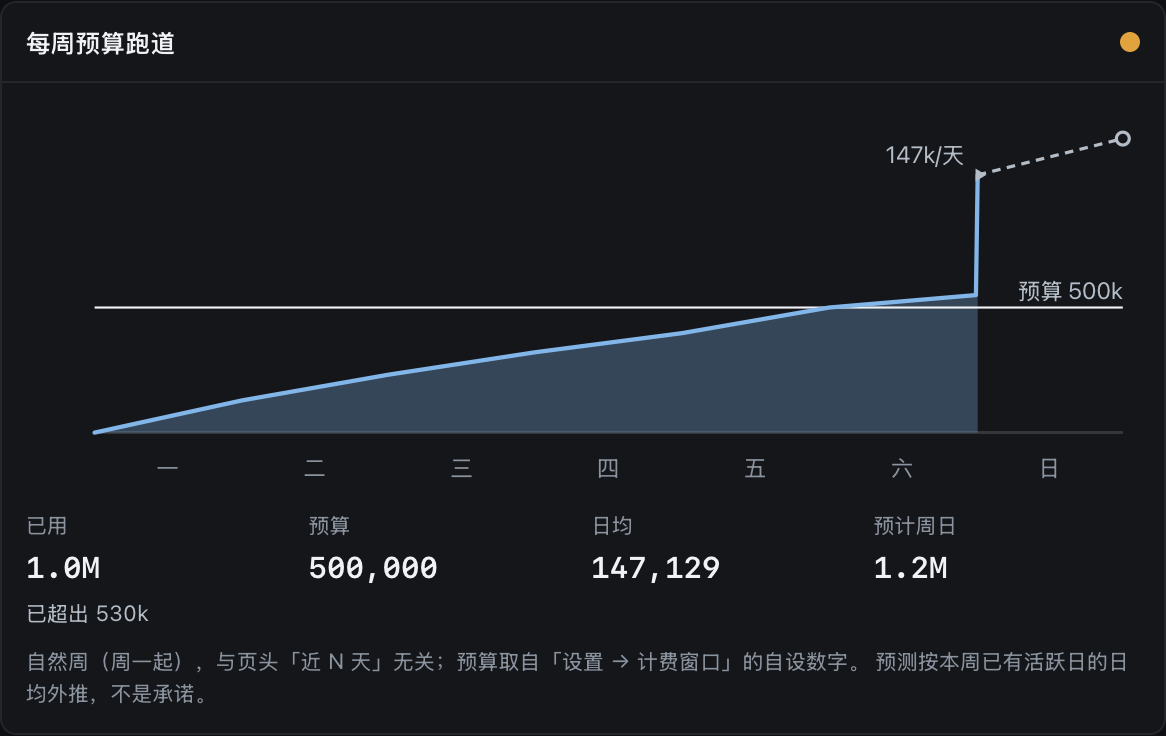 每周预算跑道
147k/天
预算 500k
一 二 三 四 五 六 日
已用 预算 日均 预计周日
1.0M 500,000 147,129 1.2M
已超出 530k
自然周（周一起），与页头「近 N 天」无关；预算取自「设置 → 计费窗口」的自设数字。 预测按本周已有活跃日的日
均外推，不是承诺。